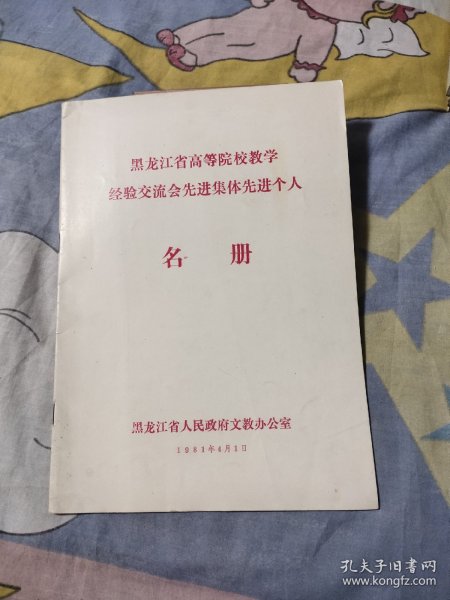 黑龙江省高等院校教学
经验交流会先进集体先进个人
名册
黑龙江省人民政府文教办公室
1981年4月1日
孔夫子旧书网
www.kongfz.com